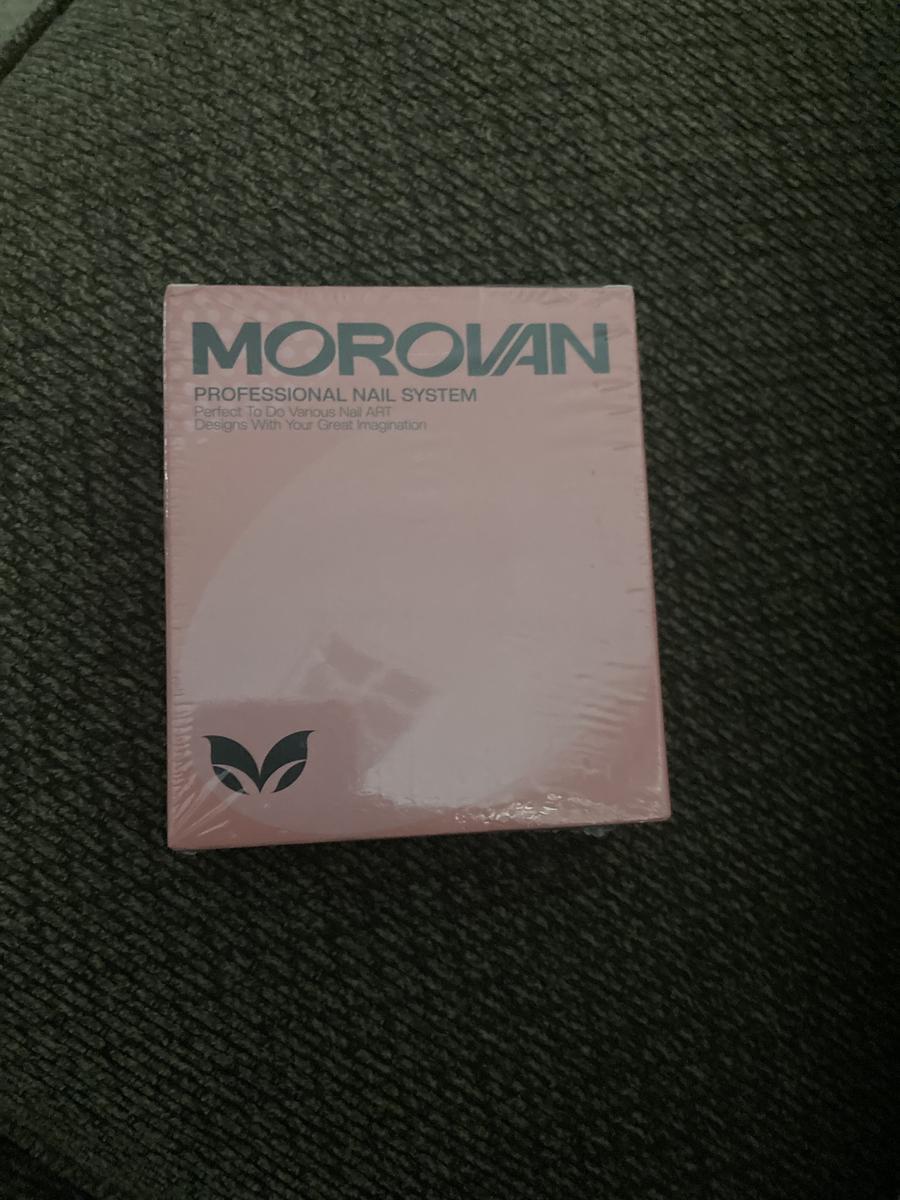 MOROVAN
PROFESSIONAL NAIL SYSTEM
Perfect To Do Various Nail ART
Designs With Your Great Imagination